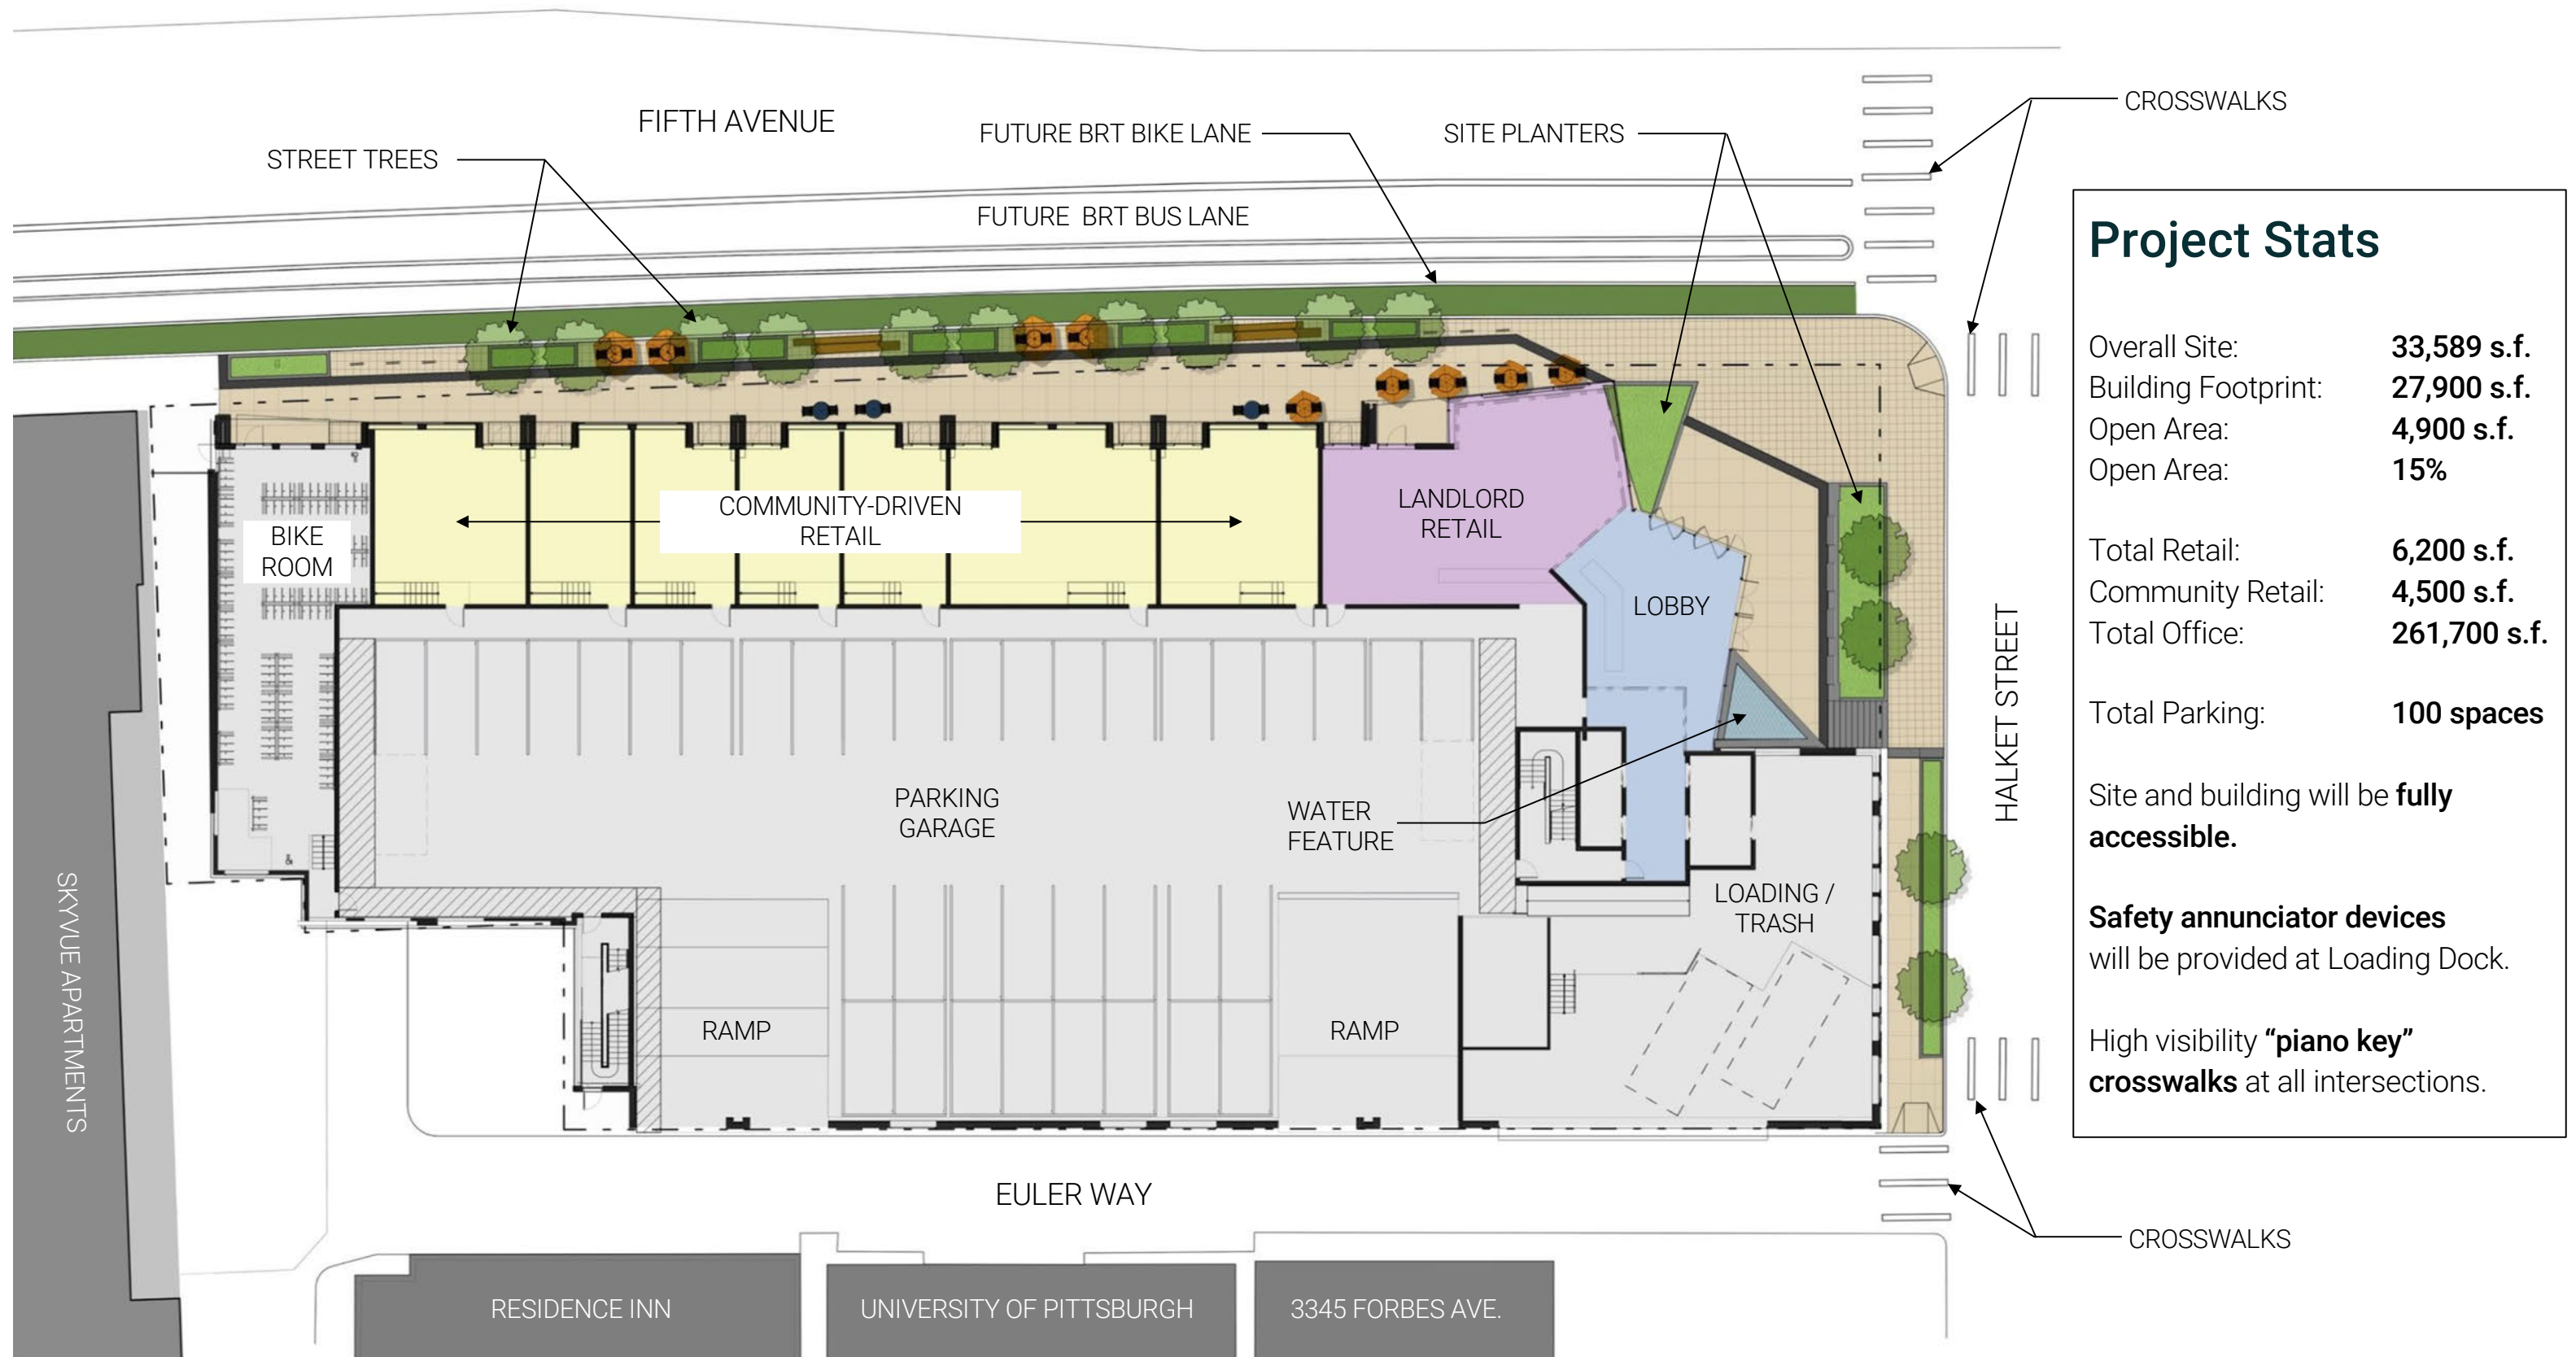 FIFTH AVENUE
STREET TREES
FUTURE BRT BIKE LANE
SITE PLANTERS
CROSSWALKS
FUTURE BRT BUS LANE
BIKE
ROOM
COMMUNITY-DRIVEN
RETAIL
LANDLORD
RETAIL
LOBBY
PARKING
GARAGE
WATER
FEATURE
LOADING /
TRASH
RAMP
RAMP
HALKET STREET
SKYVUE APARTMENTS
EULER WAY
CROSSWALKS
RESIDENCE INN
UNIVERSITY OF PITTSBURGH
3345 FORBES AVE.
Project Stats
Overall Site: 33,589 s.f.
Building Footprint: 27,900 s.f.
Open Area: 4,900 s.f.
Open Area: 15%
Total Retail: 6,200 s.f.
Community Retail: 4,500 s.f.
Total Office: 261,700 s.f.
Total Parking: 100 spaces
Site and building will be fully
accessible.
Safety annunciator devices
will be provided at Loading Dock.
High visibility “piano key”
crosswalks at all intersections.